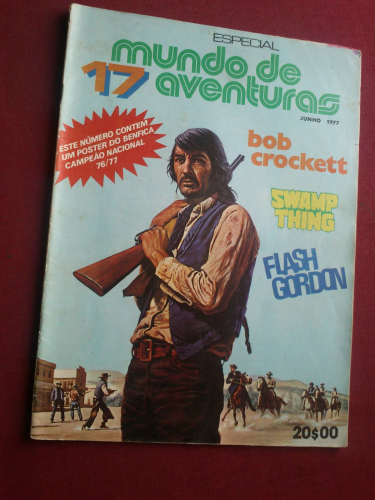 ESPECIAL
mundo de
aventuras
17
JUNHO 1977
ESTE NÚMERO CONTEM
UM POSTER DO BENFICA
CAMPEÃO NACIONAL
76/77
bob
crockett
SWAMP
THING
FLASH
GORDON
20$00